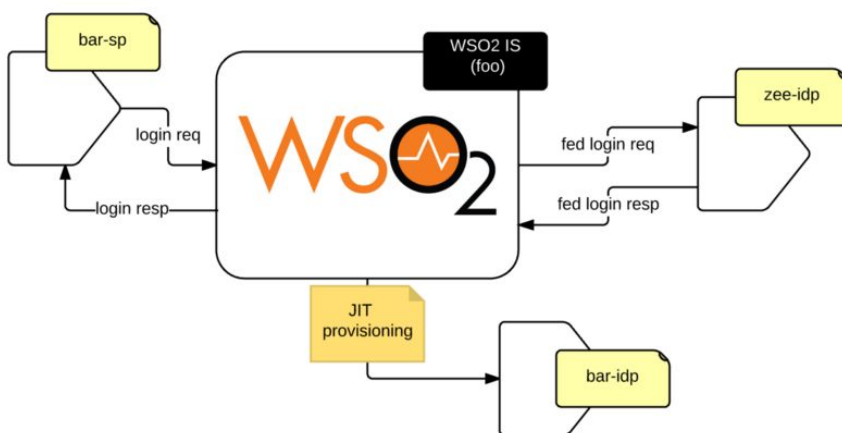 bar-sp
WSO2 IS
(foo)
zee-idp
login req
fed login req
WSO2
login resp
fed login resp
JIT
provisioning
bar-idp